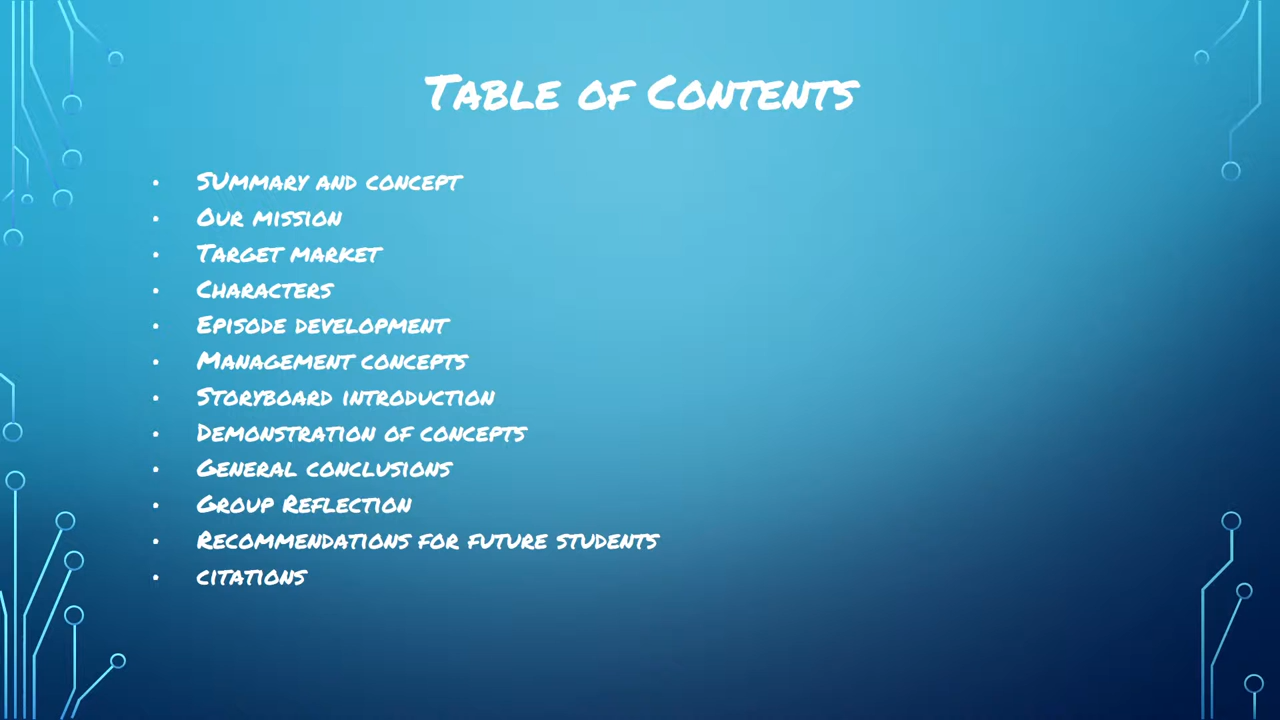 Table of Contents
• SUmmary and concept
• Our mission
• Target market
• Characters
• Episode development
• Management concepts
• Storyboard introduction
• Demonstration of concepts
• General conclusions
• Group Reflection
• Recommendations for future students
• citations